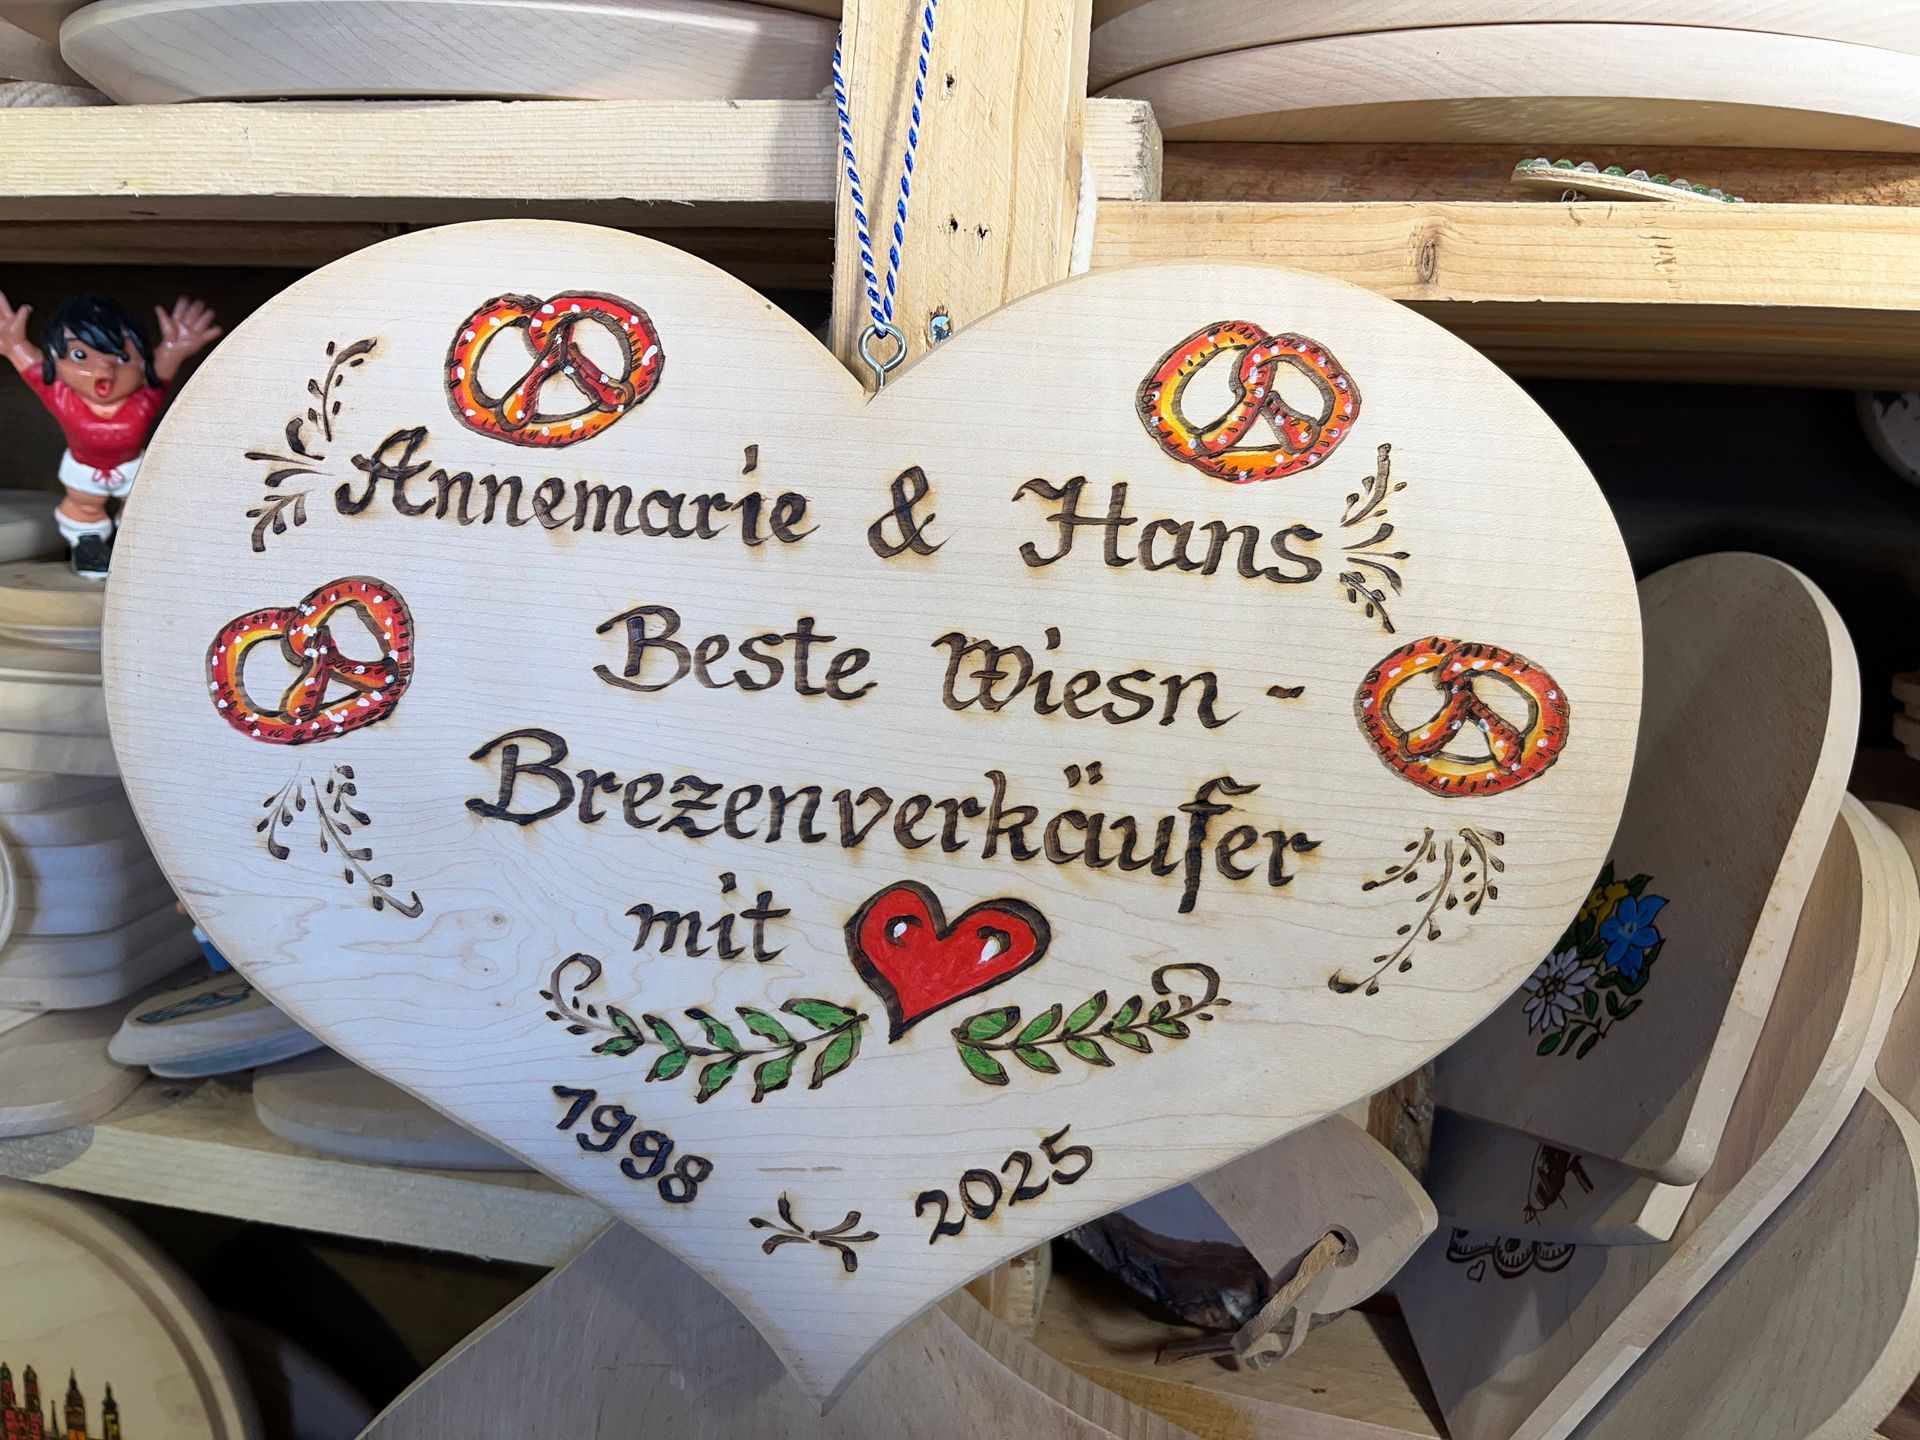 Annemarie & Hans
Beste Wiesn-
Brezenverkäufer
mit
1998
2025